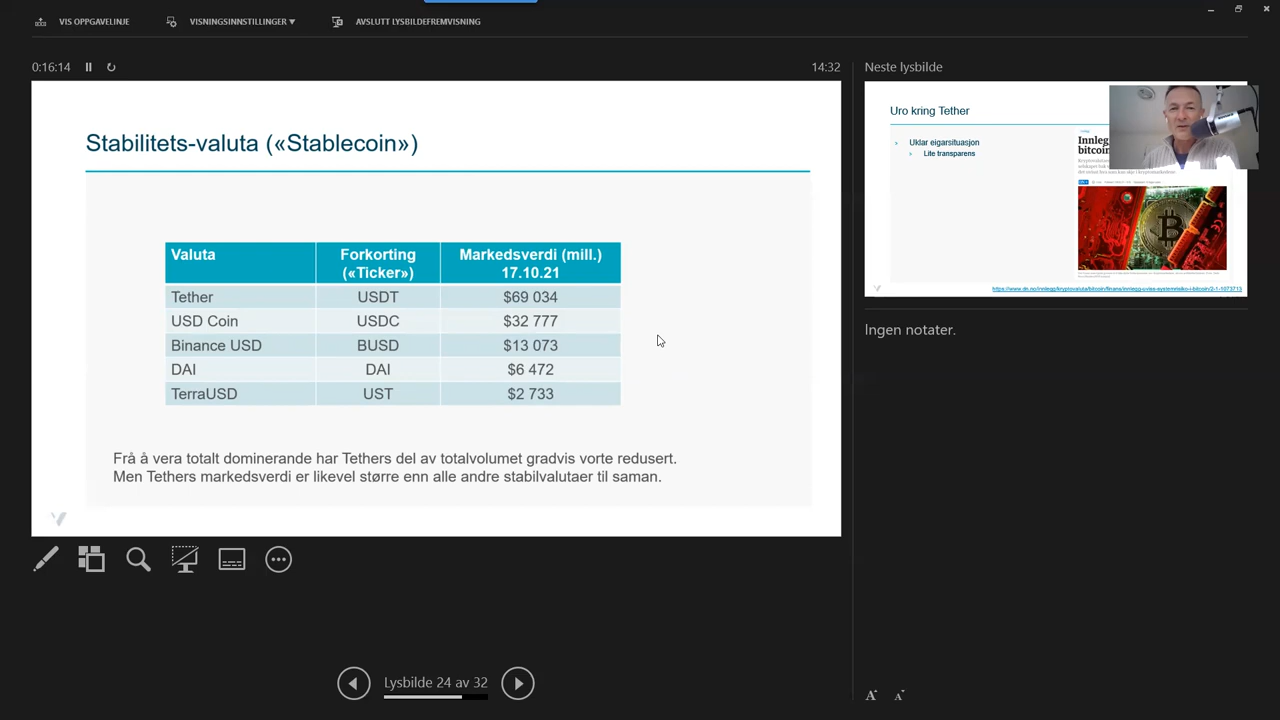 VIS OPPGAVELINJE
VISNINGSINNSTILLINGER ▾
AVSLUTT LYSBILDEFREMVISNING
0:16:14
14:32
Stabilitets-valuta («Stablecoin»)
Valuta
Forkorting
(«Ticker»)
Markedsverdi (mill.)
17.10.21
Tether USDT $69 034
USD Coin USDC $32 777
Binance USD BUSD $13 073
DAI DAI $6 472
TerraUSD UST $2 733
Frå å vera totalt dominerande har Tethers del av totalvolumet gradvis vorte redusert.
Men Tethers markedsverdi er likevel større enn alle andre stabilvalutaer til saman.
Lysbilde 24 av 32
Neste lysbilde
Uro kring Tether
Uklar eigarsituasjon
Lite transparens
Innleg
bitcoi
Ingen notater.